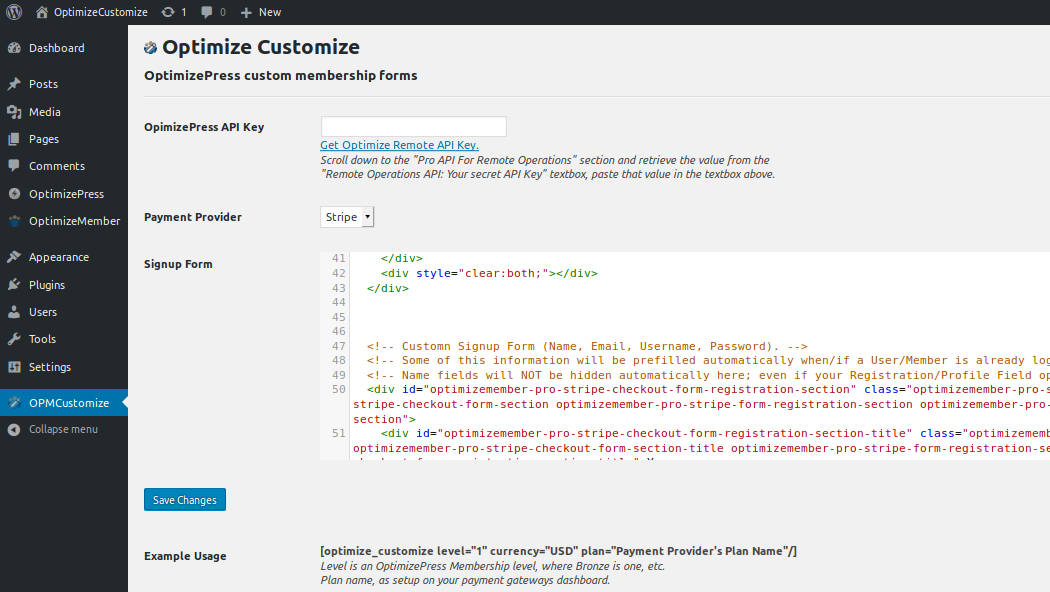 OptimizeCustomize 1 0 New
Dashboard
Posts
Media
Pages
Comments
OptimizePress
OptimizeMember
Appearance
Plugins
Users
Tools
Settings
OPMCustomize
Collapse menu
Optimize Customize
OptimizePress custom membership forms
OpimizePress API Key
Get Optimize Remote API Key.
Scroll down to the "Pro API For Remote Operations" section and retrieve the value from the
"Remote Operations API: Your secret API Key" textbox, paste that value in the textbox above.
Payment Provider Stripe
Signup Form
41 </div>
42 <div style="clear:both;"></div>
43 </div>
44
45
46
47 <!-- Customn Signup Form (Name, Email, Username, Password). -->
48 <!-- Some of this information will be prefilled automatically when/if a User/Member is already log
49 <!-- Name fields will NOT be hidden automatically here; even if your Registration/Profile Field op
50 <div id="optimizemember-pro-stripe-checkout-form-registration-section" class="optimizemember-pro-s
stripe-checkout-form-section optimizemember-pro-stripe-form-registration-section optimizemember-pro-
section">
51 <div id="optimizemember-pro-stripe-checkout-form-registration-section-title" class="optimizememb
optimizemember-pro-stripe-checkout-form-section-title optimizemember-pro-stripe-form-registration-se
Save Changes
Example Usage
[optimize_customize level="1" currency="USD" plan="Payment Provider's Plan Name"/]
Level is an OptimizePress Membership level, where Bronze is one, etc.
Plan name, as setup on your payment gateways dashboard.